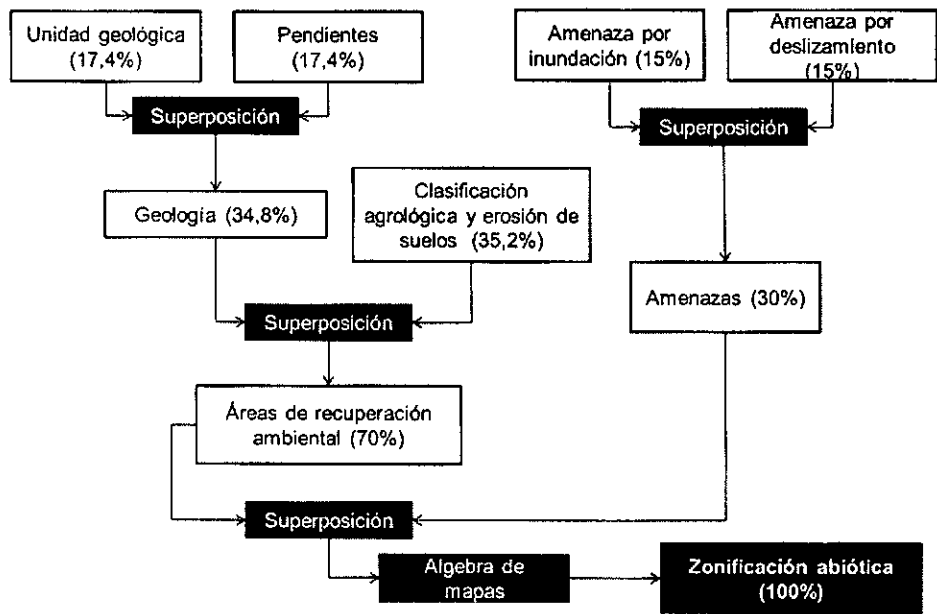 Unidad geológica
(17,4%)
Pendientes
(17,4%)
Amenaza por
inundación (15%)
Amenaza por
deslizamiento
(15%)
Superposición
Superposición
Geología (34,8%)
Clasificación
agrológica y erosión de
suelos (35,2%)
Amenazas (30%)
Superposición
Áreas de recuperación
ambiental (70%)
Superposición
Algebra de
mapas
Zonificación abiótica
(100%)